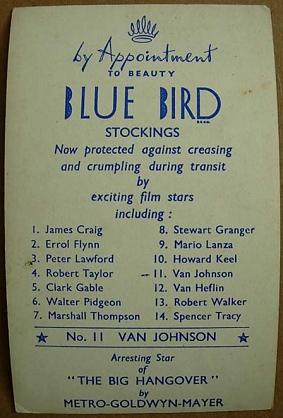 by Appointment
TO BEAUTY
BLUE BIRD
STOCKINGS
Now protected against creasing
and crumpling during transit
by
exciting film stars
including :
1. James Craig
2. Errol Flynn
3. Peter Lawford
4. Robert Taylor
5. Clark Gable
6. Walter Pidgeon
7. Marshall Thompson
8. Stewart Granger
9. Mario Lanza
10. Howard Keel
11. Van Johnson
12. Van Heflin
13. Robert Walker
14. Spencer Tracy
★ No. 11 VAN JOHNSON ★
Arresting Star
of
"THE BIG HANGOVER"
by
METRO-GOLDWYN-MAYER